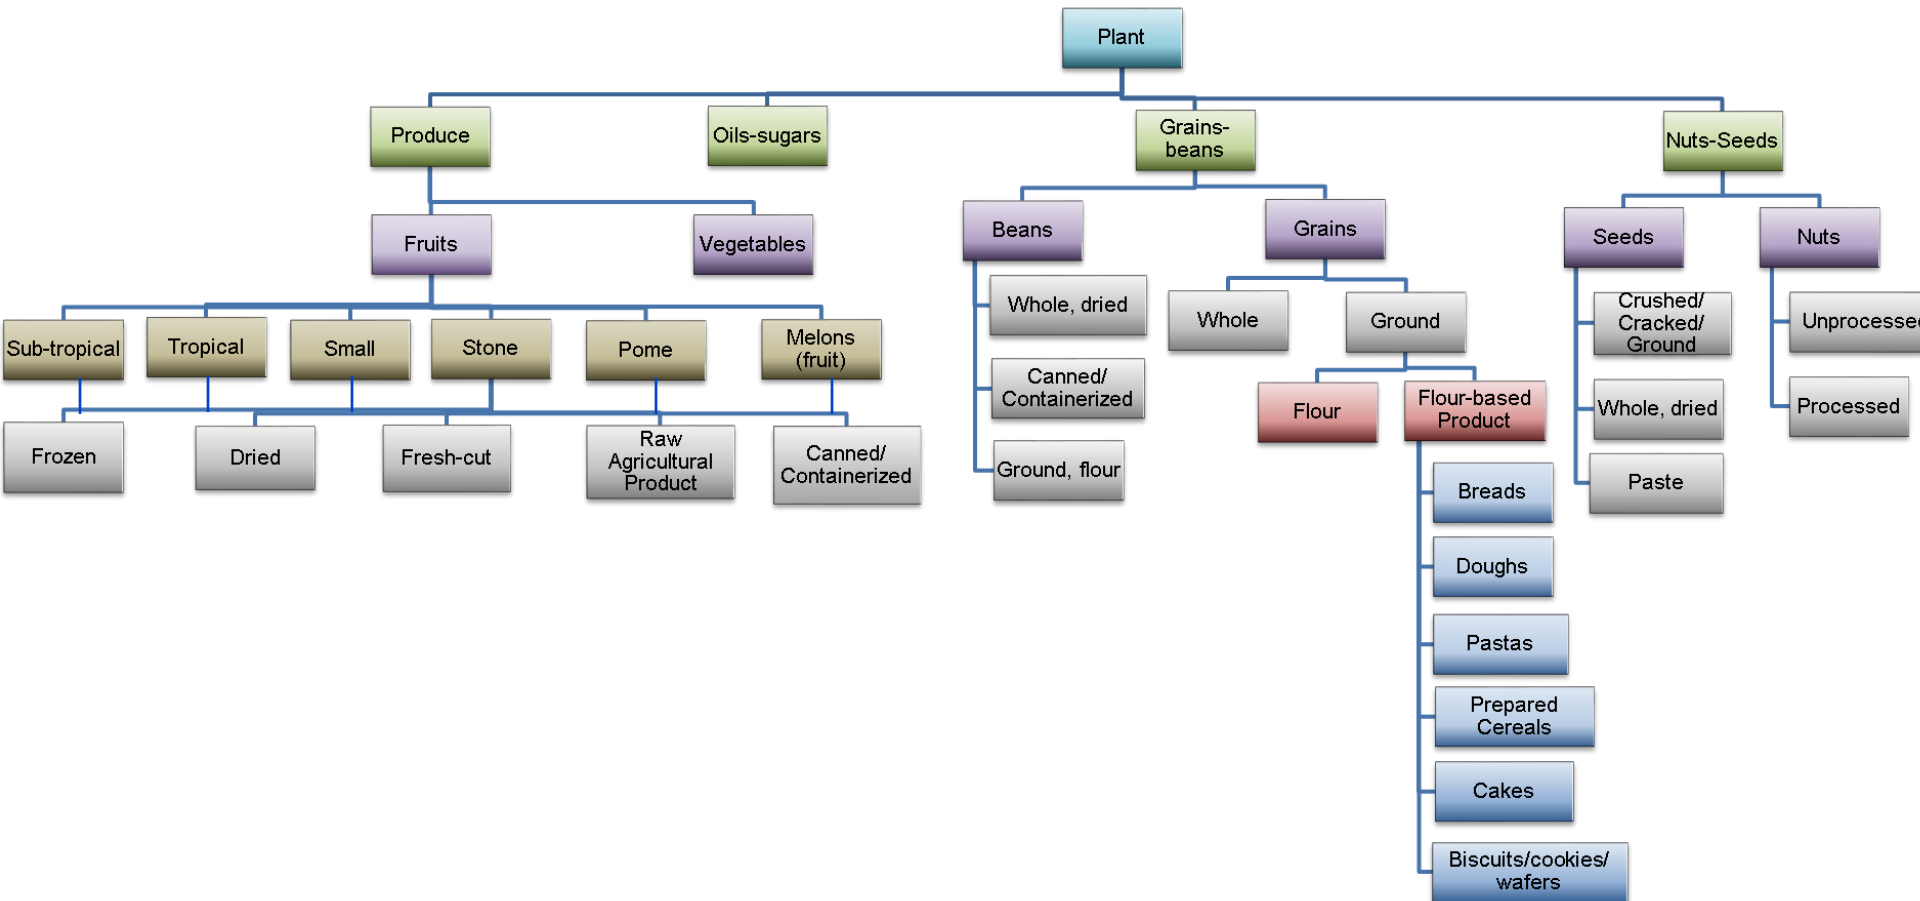 Plant
Produce
Oils-sugars
Grains-
beans
Nuts-Seeds
Fruits
Vegetables
Beans
Grains
Seeds
Nuts
Sub-tropical
Tropical
Small
Stone
Pome
Melons
(fruit)
Frozen
Dried
Fresh-cut
Raw
Agricultural
Product
Canned/
Containerized
Whole, dried
Canned/
Containerized
Ground, flour
Whole
Ground
Flour
Flour-based
Product
Breads
Doughs
Pastas
Prepared
Cereals
Cakes
Biscuits/cookies/
wafers
Crushed/
Cracked/
Ground
Whole, dried
Paste
Unprocessed
Processed